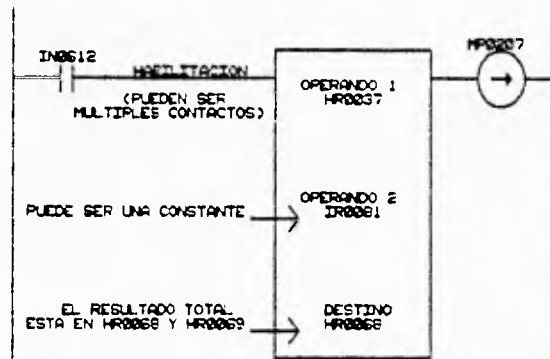 IN0612
HABILITACION
(PUEDEN SER
MULTIPLES CONTACTOS)
OPERANDO 1
HR0037
MP0207
PUEDE SER UNA CONSTANTE
OPERANDO 2
IR0081
EL RESULTADO TOTAL
ESTA EN HR0068 Y HR0069
DESTINO
HR0068